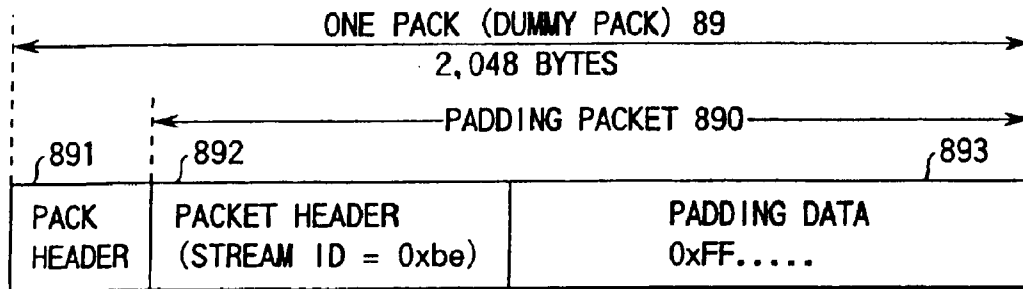 ONE PACK (DUMMY PACK) 89
2,048 BYTES
PADDING PACKET 890
891
892
893
PACK
HEADER
PACKET HEADER
(STREAM ID = 0xbe)
PADDING DATA
0xFF.....